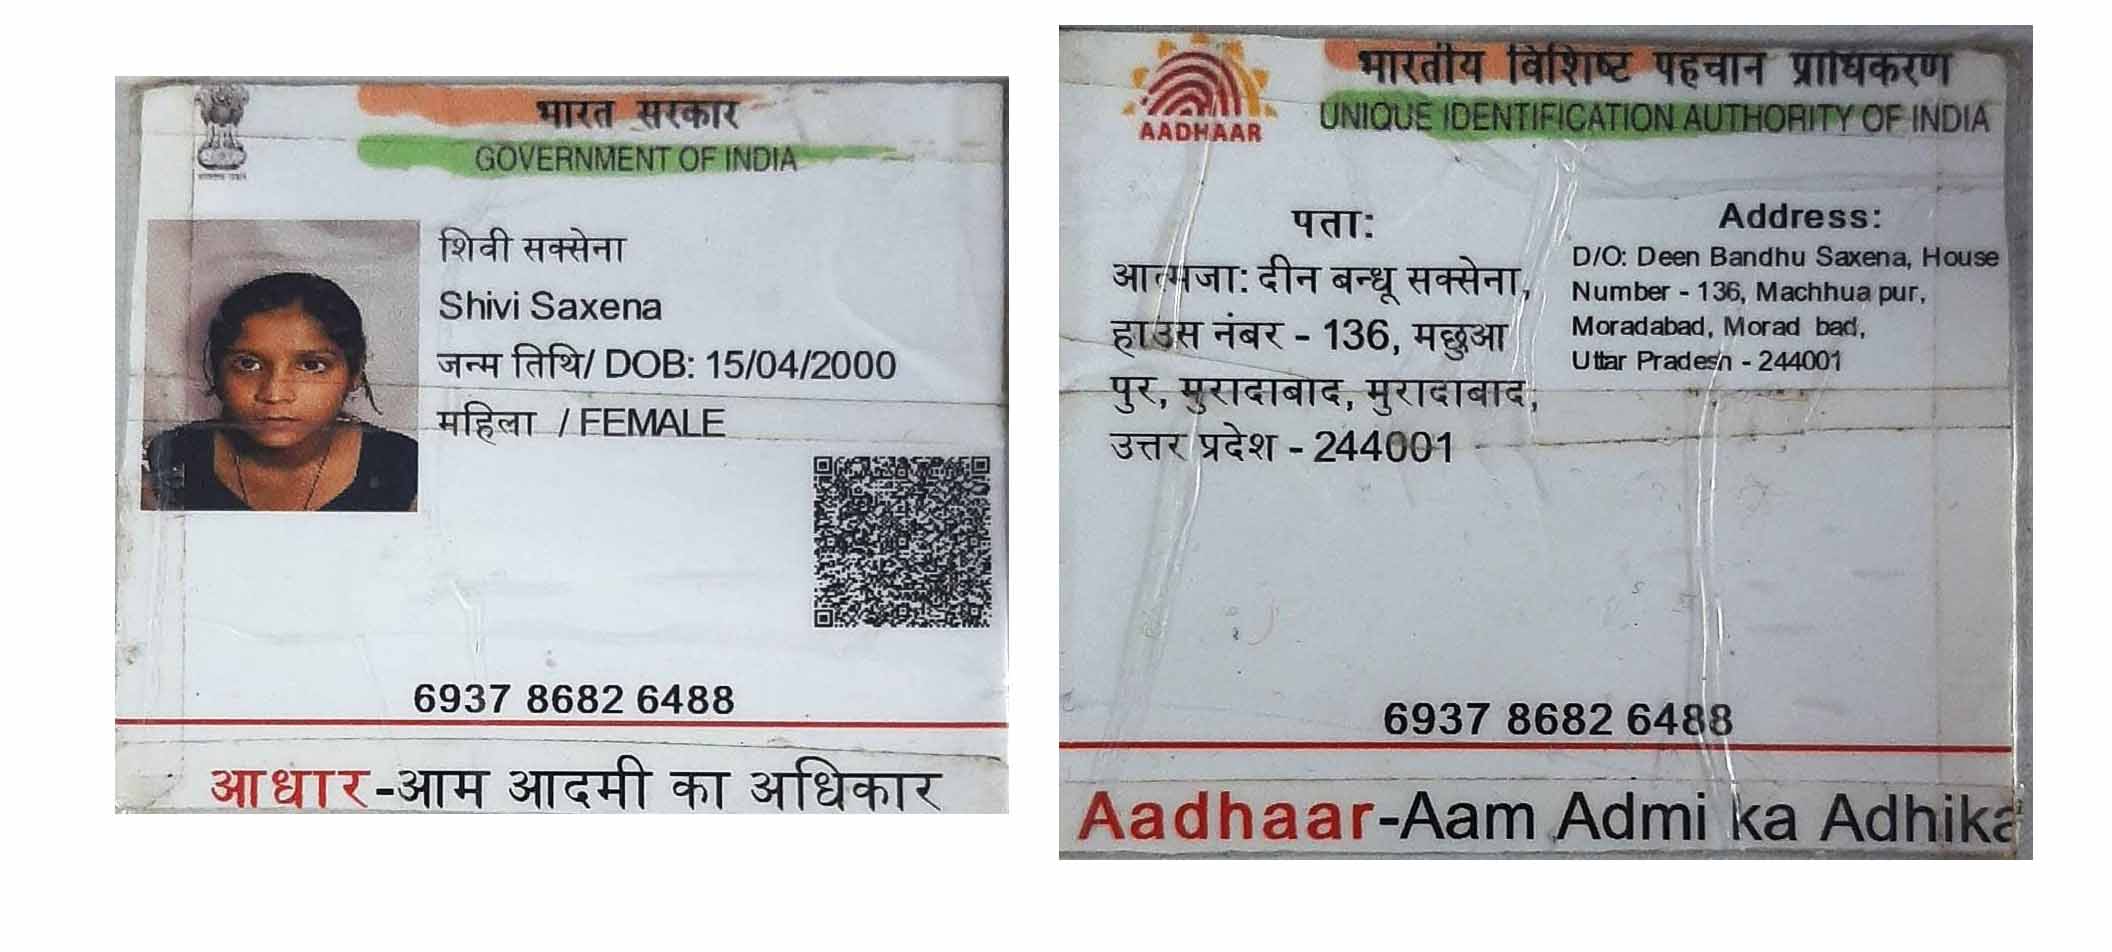 भारत सरकार
GOVERNMENT OF INDIA
शिवी सक्सेना
Shivi Saxena
जन्म तिथि/ DOB: 15/04/2000
महिला / FEMALE
6937 8682 6488
आधार-आम आदमी का अधिकार
भारतीय विशिष्ट पहचान प्राधिकरण
AADHAAR
UNIQUE IDENTIFICATION AUTHORITY OF INDIA
पता:
आत्मजा: दीन बन्धू सक्सेना,
हाउस नंबर - 136, मछुआ
पुर, मुरादाबाद, मुरादाबाद,
उत्तर प्रदेश - 244001
Address:
D/O: Deen Bandhu Saxena, House
Number - 136, Machhua pur,
Moradabad, Morad bad,
Uttar Pradesh - 244001
6937 8682 6488
Aadhaar-Aam Admi ka Adhika